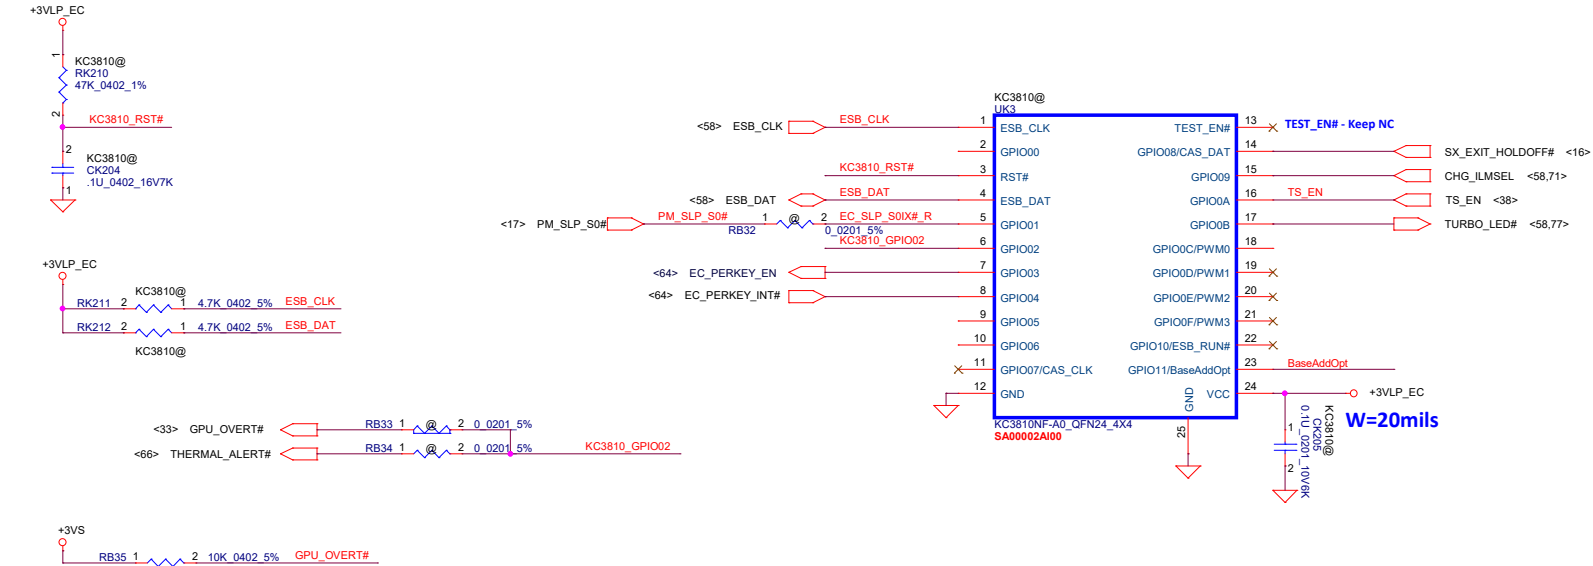 +3VLP_EC
1
KC3810@
RK210
47K_0402_1%
2
KC3810_RST#
2
KC3810@
CK204
.1U_0402_16V7K
1
+3VLP_EC
KC3810@
RK211 2 1 4.7K_0402_5% ESB_CLK
RK212 2 1 4.7K_0402_5% ESB_DAT
KC3810@
<33> GPU_OVERT# RB33 1 @ 2 0_0201_5%
<66> THERMAL_ALERT# RB34 1 @ 2 0_0201_5% KC3810_GPIO02
+3VS
RB35 1 2 10K_0402_5% GPU_OVERT#
KC3810@
UK3
<58> ESB_CLK ESB_CLK 1 ESB_CLK
2 GPIO00
KC3810_RST# 3 RST#
<58> ESB_DAT ESB_DAT 4 ESB_DAT
<17> PM_SLP_S0# PM_SLP_S0# 1 @ 2 EC_SLP_S0IX#_R 5 GPIO01
RB32 0_0201_5%
KC3810_GPIO02 6 GPIO02
<64> EC_PERKEY_EN 7 GPIO03
<64> EC_PERKEY_INT# 8 GPIO04
9 GPIO05
10 GPIO06
11 GPIO07/CAS_CLK
12 GND
TEST_EN# 13 TEST_EN# - Keep NC
GPIO08/CAS_DAT 14 SX_EXIT_HOLDOFF# <16>
GPIO09 15 CHG_ILMSEL <58,71>
GPIO0A 16 TS_EN TS_EN <38>
GPIO0B 17 TURBO_LED# <58,77>
GPIO0C/PWM0 18
GPIO0D/PWM1 19
GPIO0E/PWM2 20
GPIO0F/PWM3 21
GPIO10/ESB_RUN# 22
GPIO11/BaseAddOpt 23 BaseAddOpt
VCC 24 +3VLP_EC
GND
25
KC3810NF-A0_QFN24_4X4
SA00002AI00
W=20mils
1
2
KC3810@
CK205
0.1U_0201_10V6K